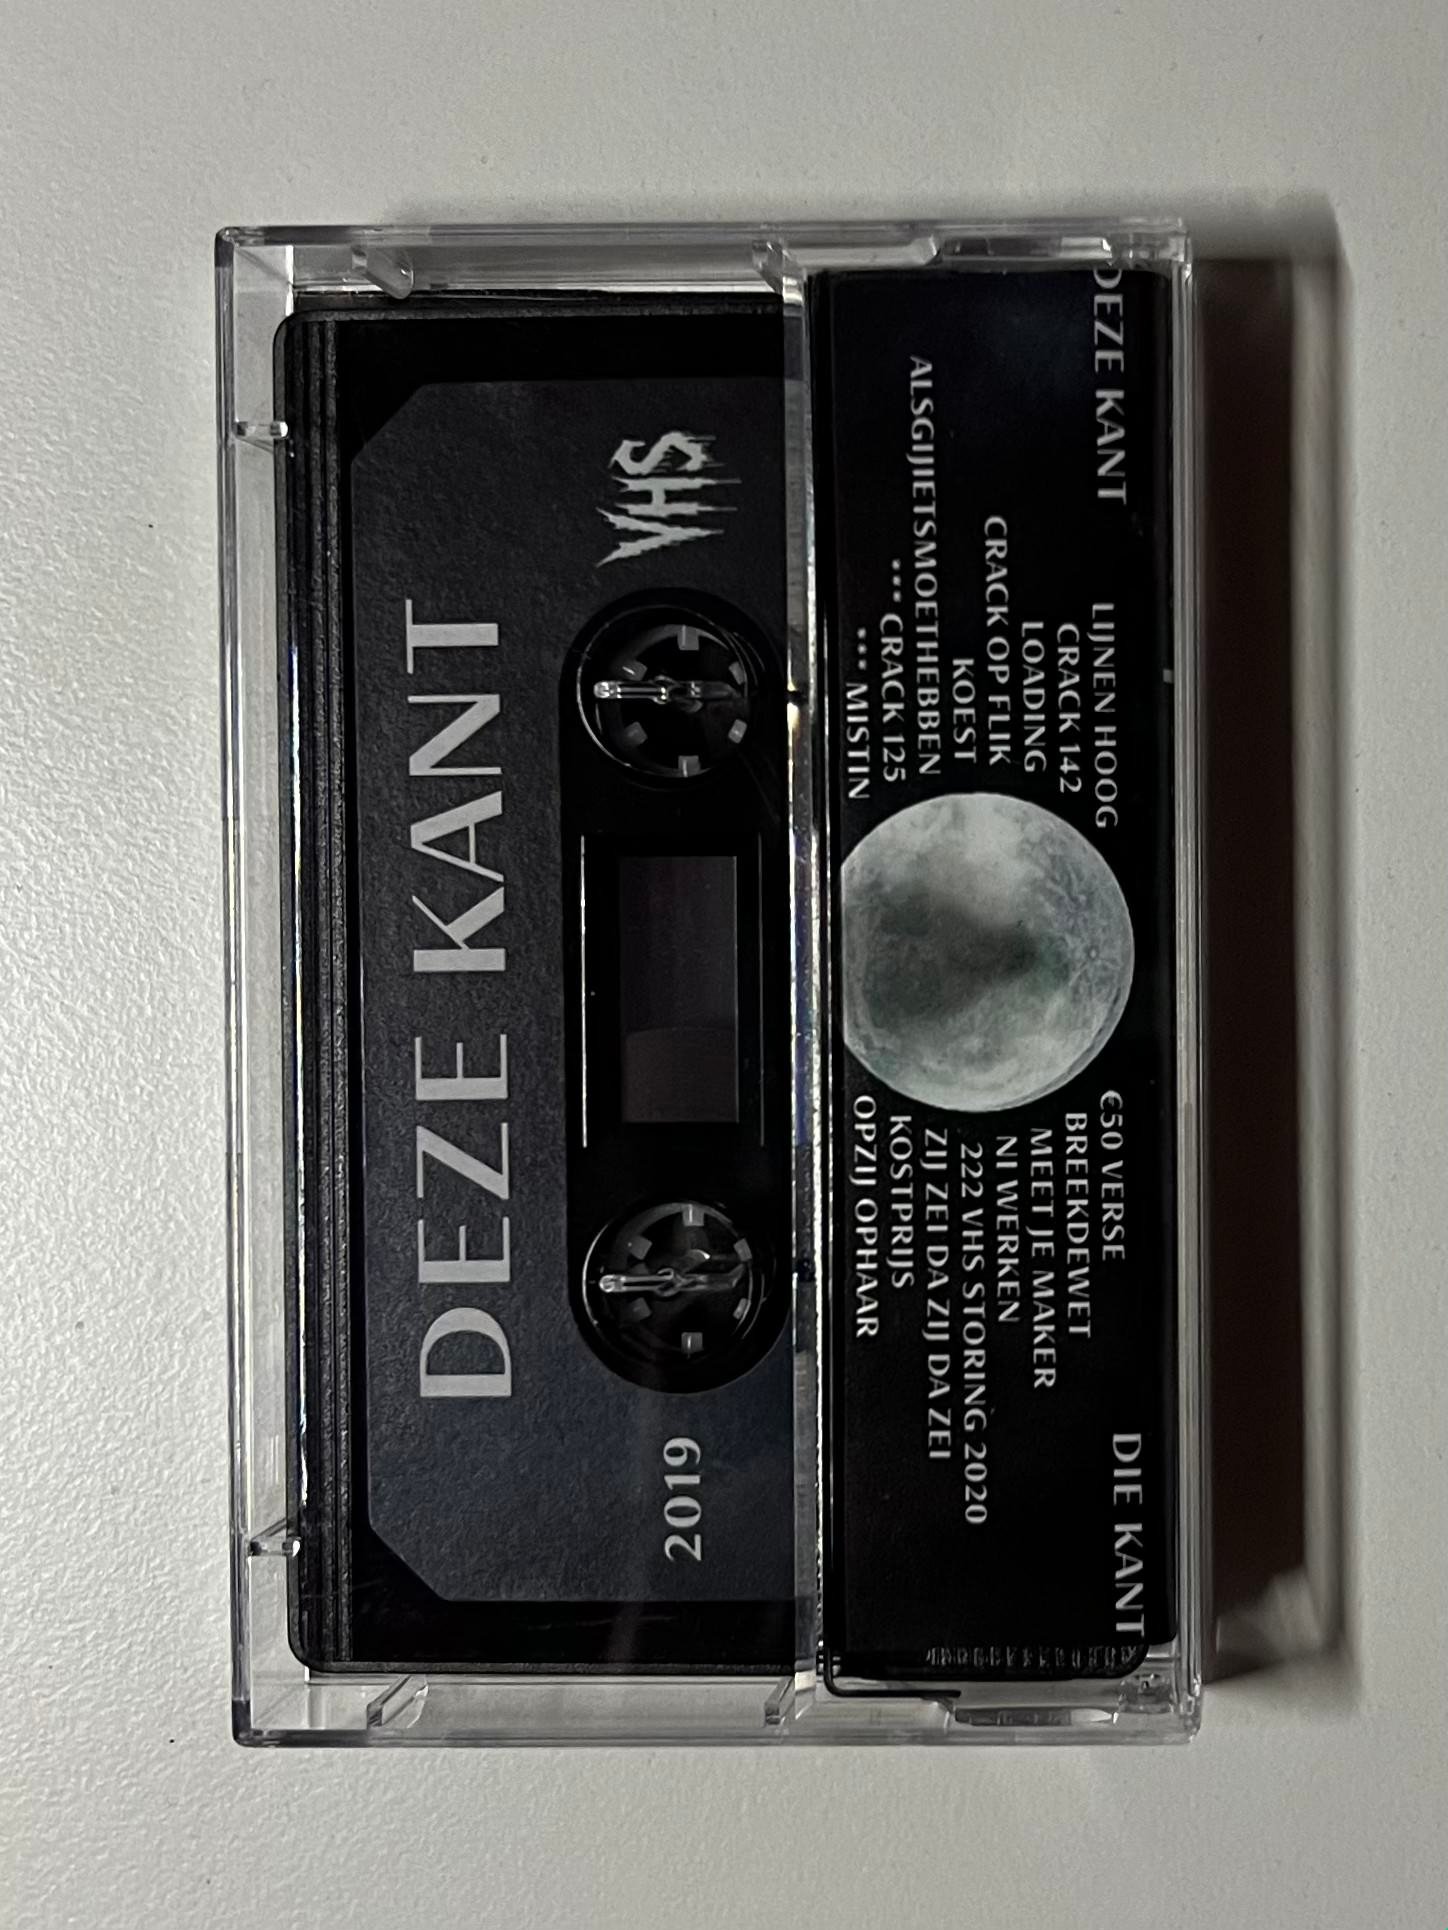 DEZE KANT
VHS
2019
DEZE KANT
LIJNEN HOOG
CRACK 142
LOADING
CRACK OP FLIK
KOEST
ALSGIJIETSMOETHEBBEN
*** CRACK 125
*** MISTIN
DIE KANT
€50 VERSE
BREEKDEWET
MEET JE MAKER
NI WERKEN
222 VHS STORING 2020
ZIJ ZEI DA ZIJ DA ZEI
KOSTPRIJS
OPZIJ OPHAAR